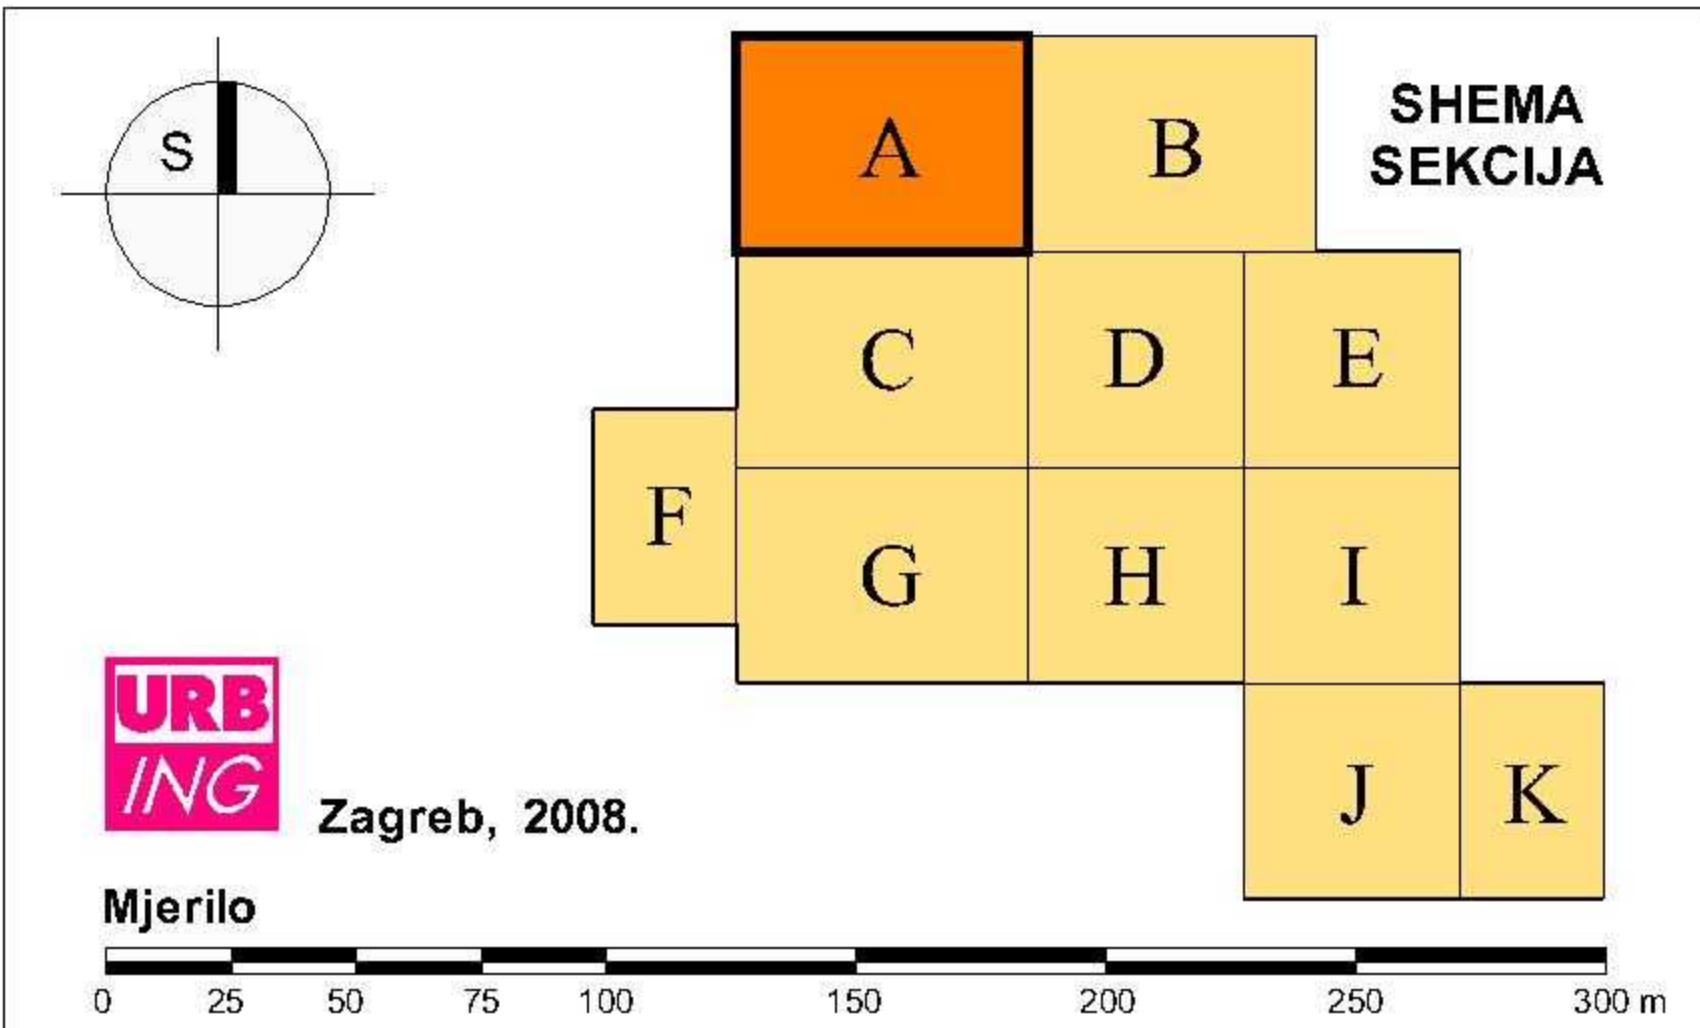 S
A
B
SHEMA
SEKCIJA
C
D
E
F
G
H
I
URB
ING
Zagreb, 2008.
J
K
Mjerilo
0 25 50 75 100 150 200 250 300 m